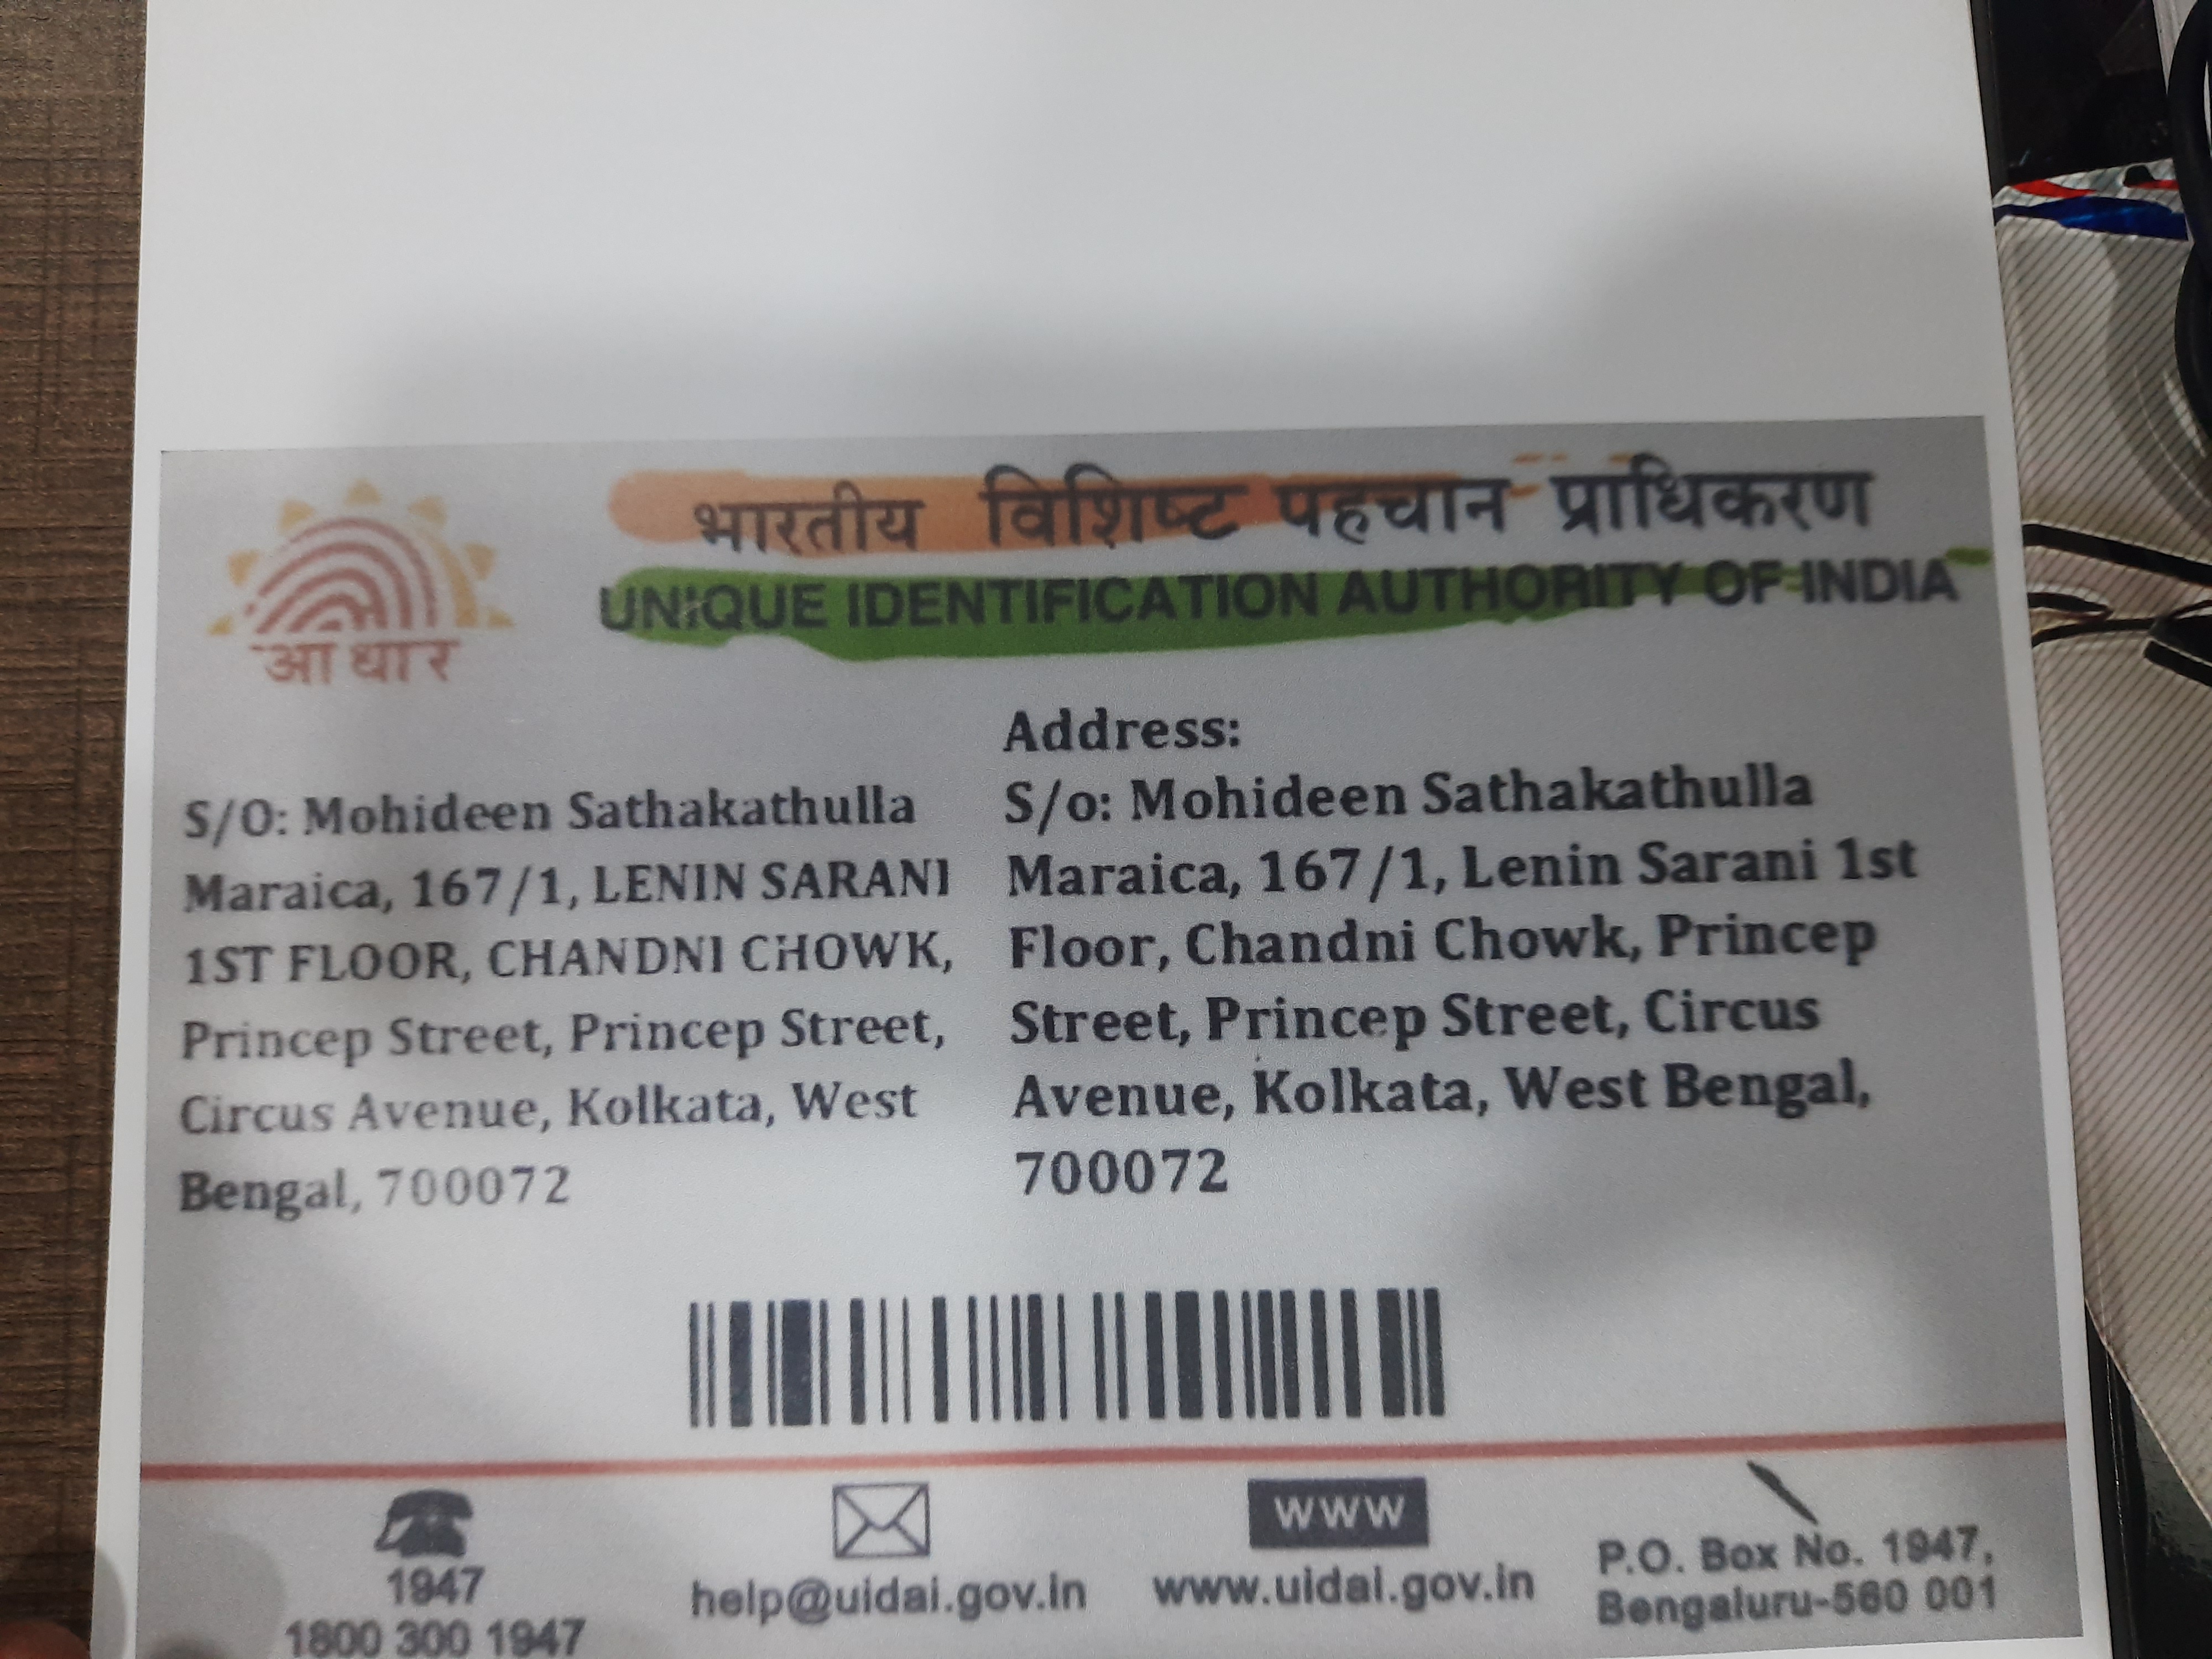 भारतीय विशिष्ट पहचान प्राधिकरण
UNIQUE IDENTIFICATION AUTHORITY OF INDIA
आधार
S/O: Mohideen Sathakathulla
Maraica, 167/1, LENIN SARANI
1ST FLOOR, CHANDNI CHOWK,
Princep Street, Princep Street,
Circus Avenue, Kolkata, West
Bengal, 700072
Address:
S/o: Mohideen Sathakathulla
Maraica, 167/1, Lenin Sarani 1st
Floor, Chandni Chowk, Princep
Street, Princep Street, Circus
Avenue, Kolkata, West Bengal,
700072
1947
1800 300 1947
help@uidai.gov.in
www
www.uidai.gov.in
P.O. Box No. 1947,
Bengaluru-560 001